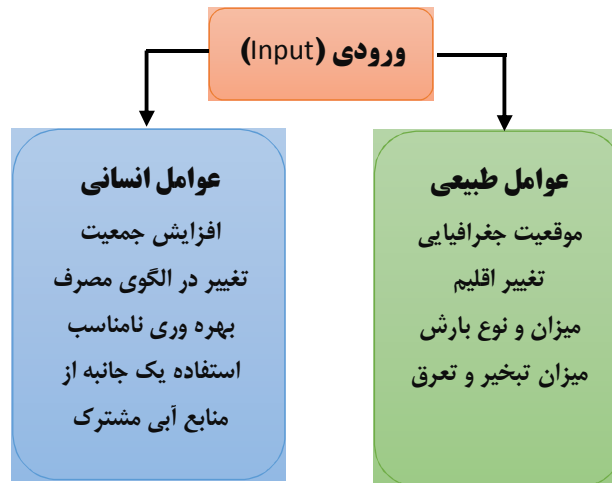 ورودی (Input)
عوامل طبیعی
موقعیت جغرافیایی
تغییر اقلیم
میزان و نوع بارش
میزان تبخیر و تعرق
عوامل انسانی
افزایش جمعیت
تغییر در الگوی مصرف
بهره وری نامناسب
استفاده یک جانبه از
منابع آبی مشترک